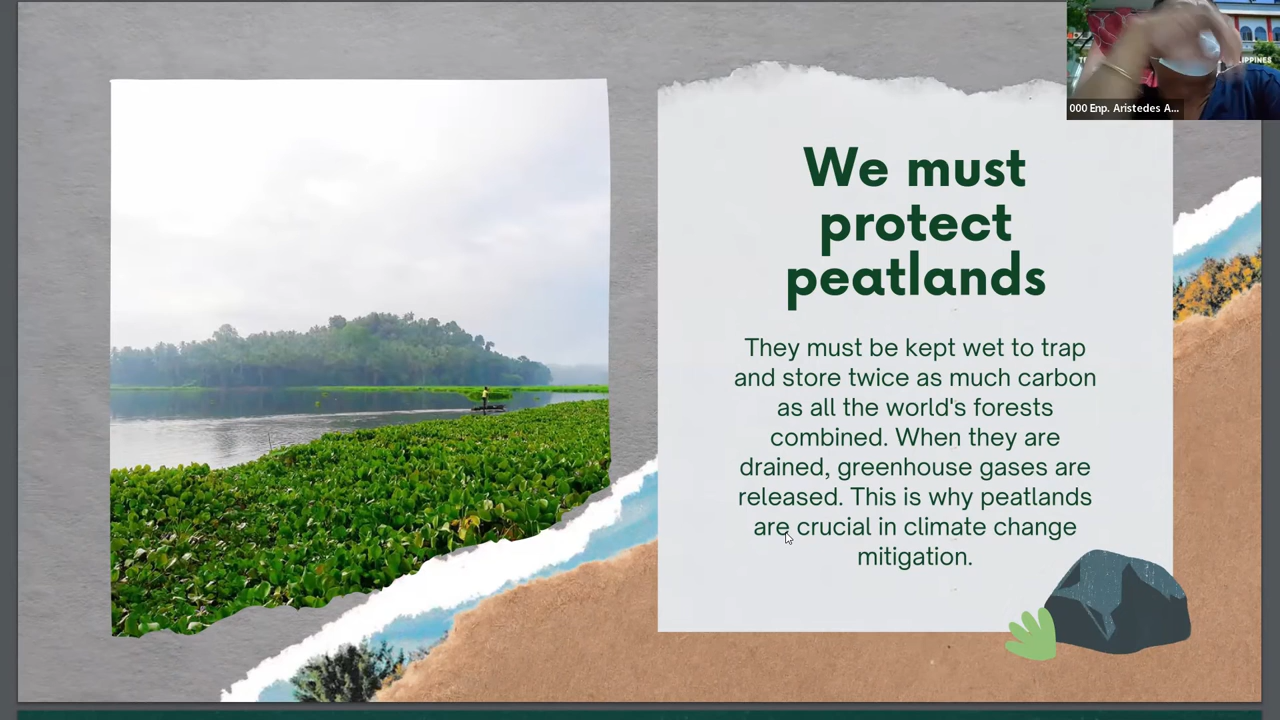 We must
protect
peatlands
They must be kept wet to trap
and store twice as much carbon
as all the world's forests
combined. When they are
drained, greenhouse gases are
released. This is why peatlands
are crucial in climate change
mitigation.
000 Enp. Aristedes A...